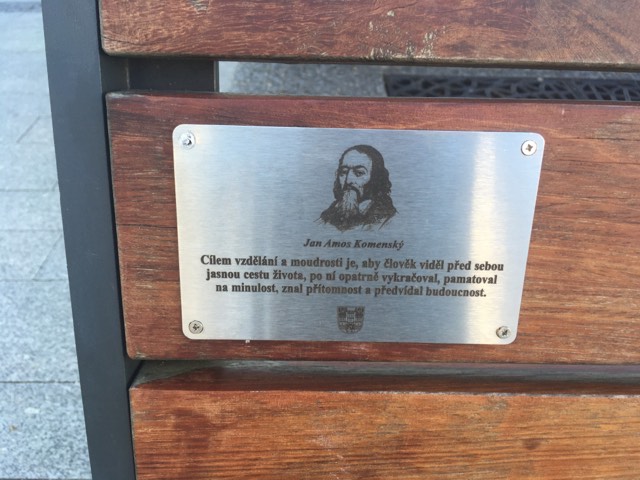 Jan Amos Komenský
Cílem vzdělání a moudrosti je, aby člověk viděl před sebou
jasnou cestu života, po ní opatrně vykračoval, pamatoval
na minulost, znal přítomnost a předvídal budoucnost.